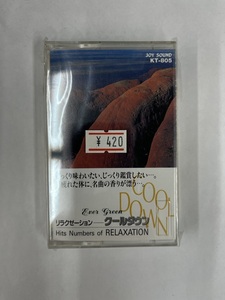 JOY SOUND
KT-805
¥ 420
っくり味わいたい、じっくり鑑賞したい…。
疲れた体に、名曲の香りが漂う…
COOL
DOWN
Ever Green
リラクゼーション—クールダウン
Hits Numbers of RELAXATION